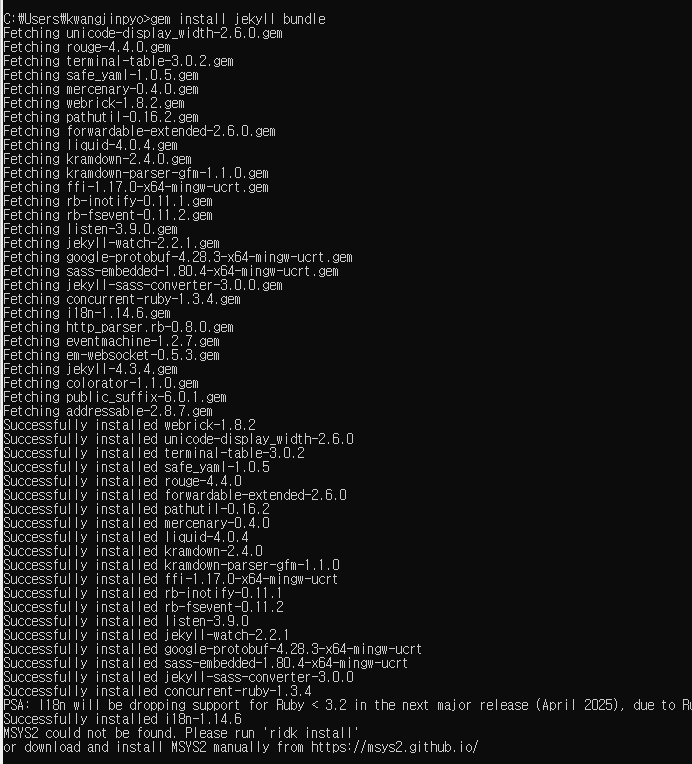 C:₩Users₩kwangjinpyo>gem install jekyll bundle
Fetching unicode-display_width-2.6.0.gem
Fetching rouge-4.4.0.gem
Fetching terminal-table-3.0.2.gem
Fetching safe_yaml-1.0.5.gem
Fetching mercenary-0.4.0.gem
Fetching webrick-1.8.2.gem
Fetching pathutil-0.16.2.gem
Fetching forwardable-extended-2.6.0.gem
Fetching liquid-4.0.4.gem
Fetching kramdown-2.4.0.gem
Fetching kramdown-parser-gfm-1.1.0.gem
Fetching ffi-1.17.0-x64-mingw-ucrt.gem
Fetching rb-inotify-0.11.1.gem
Fetching rb-fsevent-0.11.2.gem
Fetching listen-3.9.0.gem
Fetching jekyll-watch-2.2.1.gem
Fetching google-protobuf-4.28.3-x64-mingw-ucrt.gem
Fetching sass-embedded-1.80.4-x64-mingw-ucrt.gem
Fetching jekyll-sass-converter-3.0.0.gem
Fetching concurrent-ruby-1.3.4.gem
Fetching i18n-1.14.6.gem
Fetching http_parser.rb-0.8.0.gem
Fetching eventmachine-1.2.7.gem
Fetching em-websocket-0.5.3.gem
Fetching jekyll-4.3.4.gem
Fetching colorator-1.1.0.gem
Fetching public_suffix-6.0.1.gem
Fetching addressable-2.8.7.gem
Successfully installed webrick-1.8.2
Successfully installed unicode-display_width-2.6.0
Successfully installed terminal-table-3.0.2
Successfully installed safe_yaml-1.0.5
Successfully installed rouge-4.4.0
Successfully installed forwardable-extended-2.6.0
Successfully installed pathutil-0.16.2
Successfully installed mercenary-0.4.0
Successfully installed liquid-4.0.4
Successfully installed kramdown-2.4.0
Successfully installed kramdown-parser-gfm-1.1.0
Successfully installed ffi-1.17.0-x64-mingw-ucrt
Successfully installed rb-inotify-0.11.1
Successfully installed rb-fsevent-0.11.2
Successfully installed listen-3.9.0
Successfully installed jekyll-watch-2.2.1
Successfully installed google-protobuf-4.28.3-x64-mingw-ucrt
Successfully installed sass-embedded-1.80.4-x64-mingw-ucrt
Successfully installed jekyll-sass-converter-3.0.0
Successfully installed concurrent-ruby-1.3.4
PSA: I18n will be dropping support for Ruby < 3.2 in the next major release (April 2025), due to Ru
Successfully installed i18n-1.14.6
MSYS2 could not be found. Please run 'ridk install'
or download and install MSYS2 manually from https://msys2.github.io/